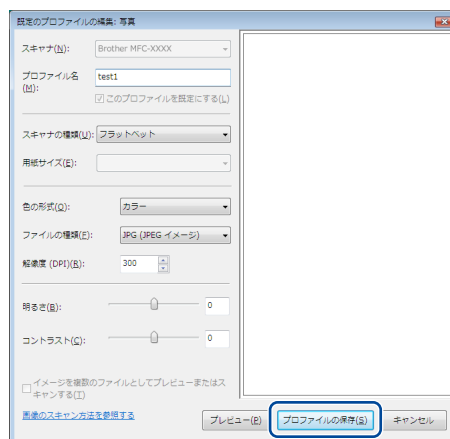 既定のプロファイルの編集: 写真
スキャナ(N): Brother MFC-XXXX
プロファイル名(M): test1
このプロファイルを既定にする(L)
スキャナの種類(U): フラットベット
用紙サイズ(E):
色の形式(O): カラー
ファイルの種類(F): JPG (JPEG イメージ)
解像度 (DPI)(R): 300
明るさ(B): 0
コントラスト(C): 0
イメージを複数のファイルとしてプレビューまたはス
キャンする(T)
画像のスキャン方法を参照する
プレビュー(P) プロファイルの保存(S) キャンセル